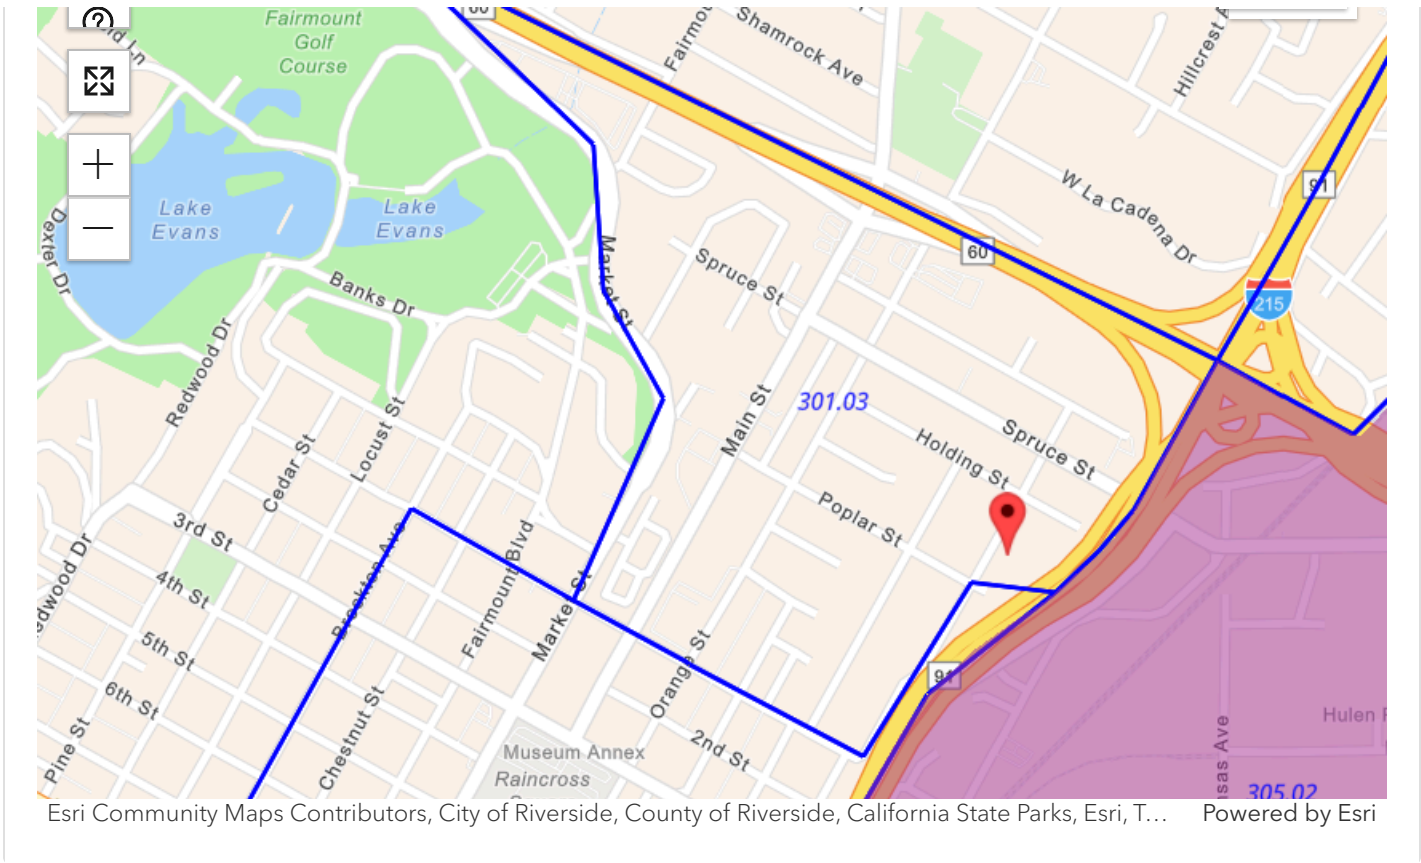 60
Fairmount
Golf
Course
Shamrock Ave
W La Cadena Dr
91
Lake
Evans
Lake
Evans
Dexter Dr
Market St
60
Spruce St
215
Banks Dr
Redwood Dr
Main St
301.03
Cedar St
Locust St
Holding St
Spruce St
Poplar St
3rd St
4th St
Brockton Ave
Fairmount Blvd
Market St
5th St
6th St
Orange St
91
Chestnut St
Pine St
2nd St
Museum Annex
Raincross
Hulen
305.02
Esri Community Maps Contributors, City of Riverside, County of Riverside, California State Parks, Esri, T...
Powered by Esri